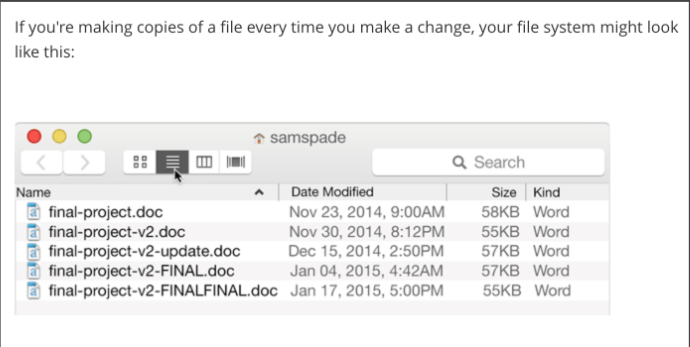 If you're making copies of a file every time you make a change, your file system might look
like this:
samspade
Search
Name Date Modified Size Kind
final-project.doc Nov 23, 2014, 9:00AM 58KB Word
final-project-v2.doc Nov 30, 2014, 8:12PM 55KB Word
final-project-v2-update.doc Dec 15, 2014, 2:50PM 57KB Word
final-project-v2-FINAL.doc Jan 04, 2015, 4:42AM 57KB Word
final-project-v2-FINALFINAL.doc Jan 17, 2015, 5:00PM 55KB Word